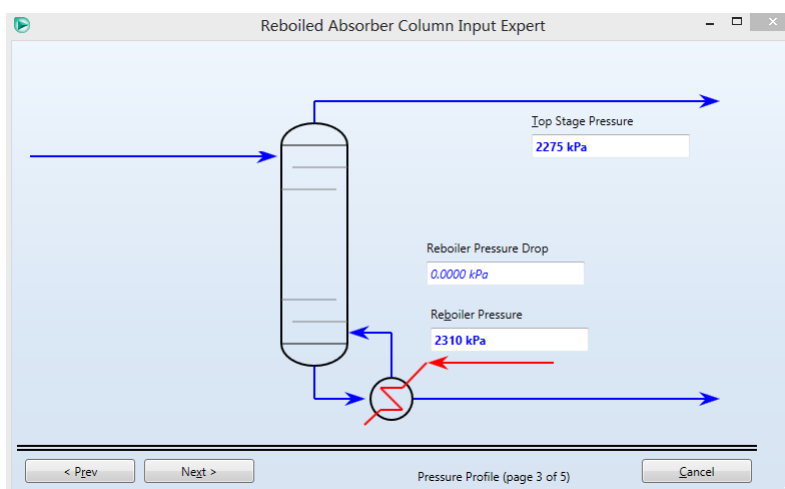 Reboiled Absorber Column Input Expert
Top Stage Pressure
2275 kPa
Reboiler Pressure Drop
0.0000 kPa
Reboiler Pressure
2310 kPa
< Prev
Next >
Pressure Profile (page 3 of 5)
Cancel